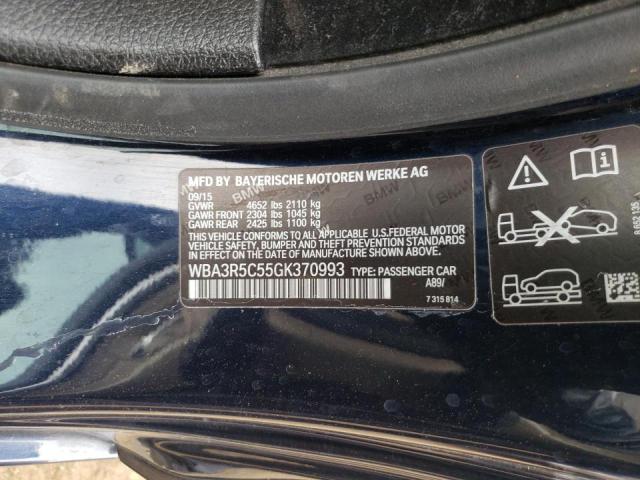 MFD BY BAYERISCHE MOTOREN WERKE AG
09/15
GVWR 4652 lbs 2110 kg
GAWR FRONT 2304 lbs 1045 kg
GAWR REAR 2425 lbs 1100 kg
THIS VEHICLE CONFORMS TO ALL APPLICABLE U.S.FEDERAL MOTOR
VEHICLE SAFETY, BUMPER, AND THEFT PREVENTION STANDARDS
IN EFFECT ON THE DATE OF MANUFACTURE SHOWN ABOVE.
WBA3R5C55GK370993 TYPE: PASSENGER CAR
A89/
7 315 814
BMW